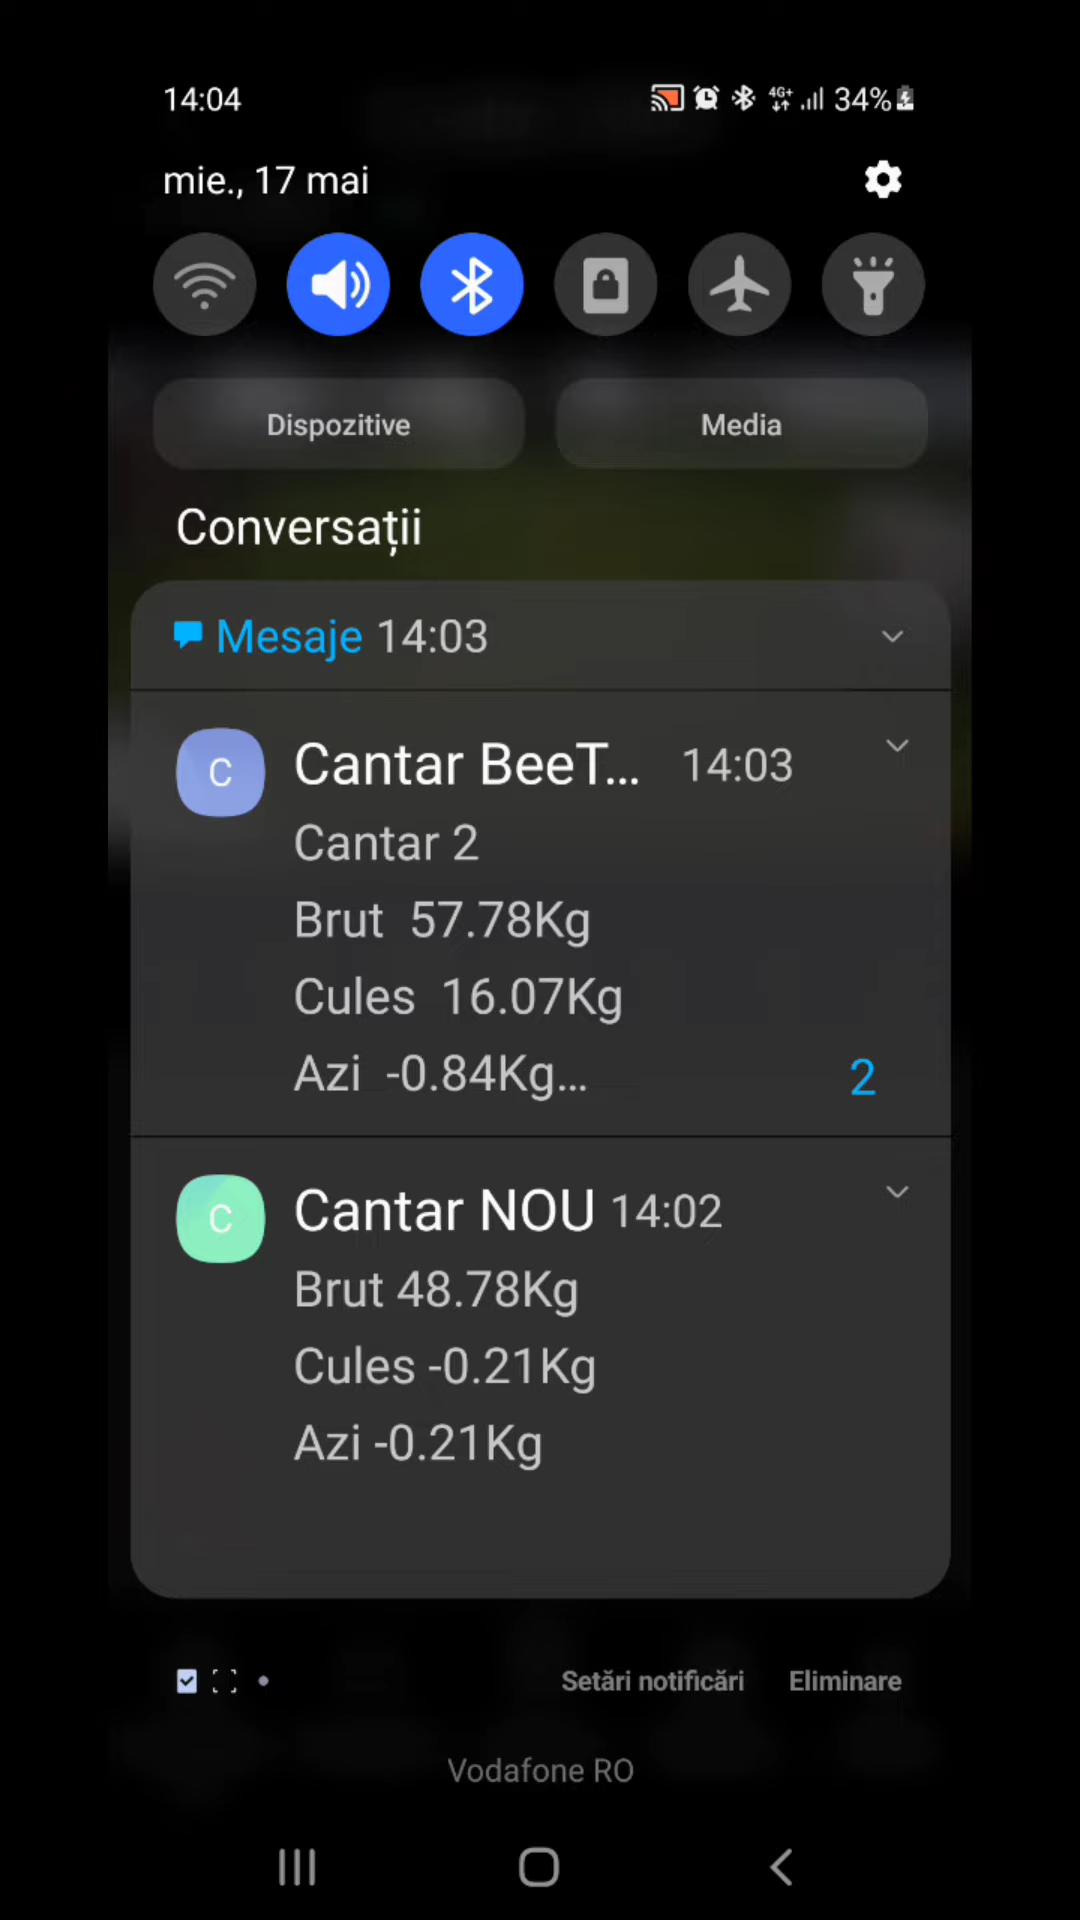 14:04
4G+
34%
mie., 17 mai
Dispozitive
Media
Conversații
Mesaje 14:03
C
Cantar BeeT... 14:03
Cantar 2
Brut 57.78Kg
Cules 16.07Kg
Azi -0.84Kg...
2
C
Cantar NOU 14:02
Brut 48.78Kg
Cules -0.21Kg
Azi -0.21Kg
Setări notificări
Eliminare
Vodafone RO